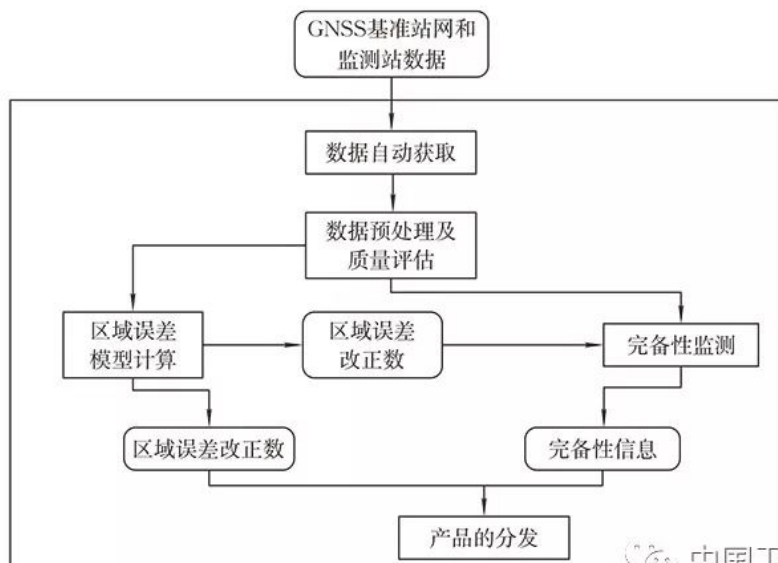 GNSS基准站网和
监测站数据
数据自动获取
数据预处理及
质量评估
区域误差
模型计算
区域误差
改正数
完备性监测
区域误差改正数
完备性信息
产品的分发
中国